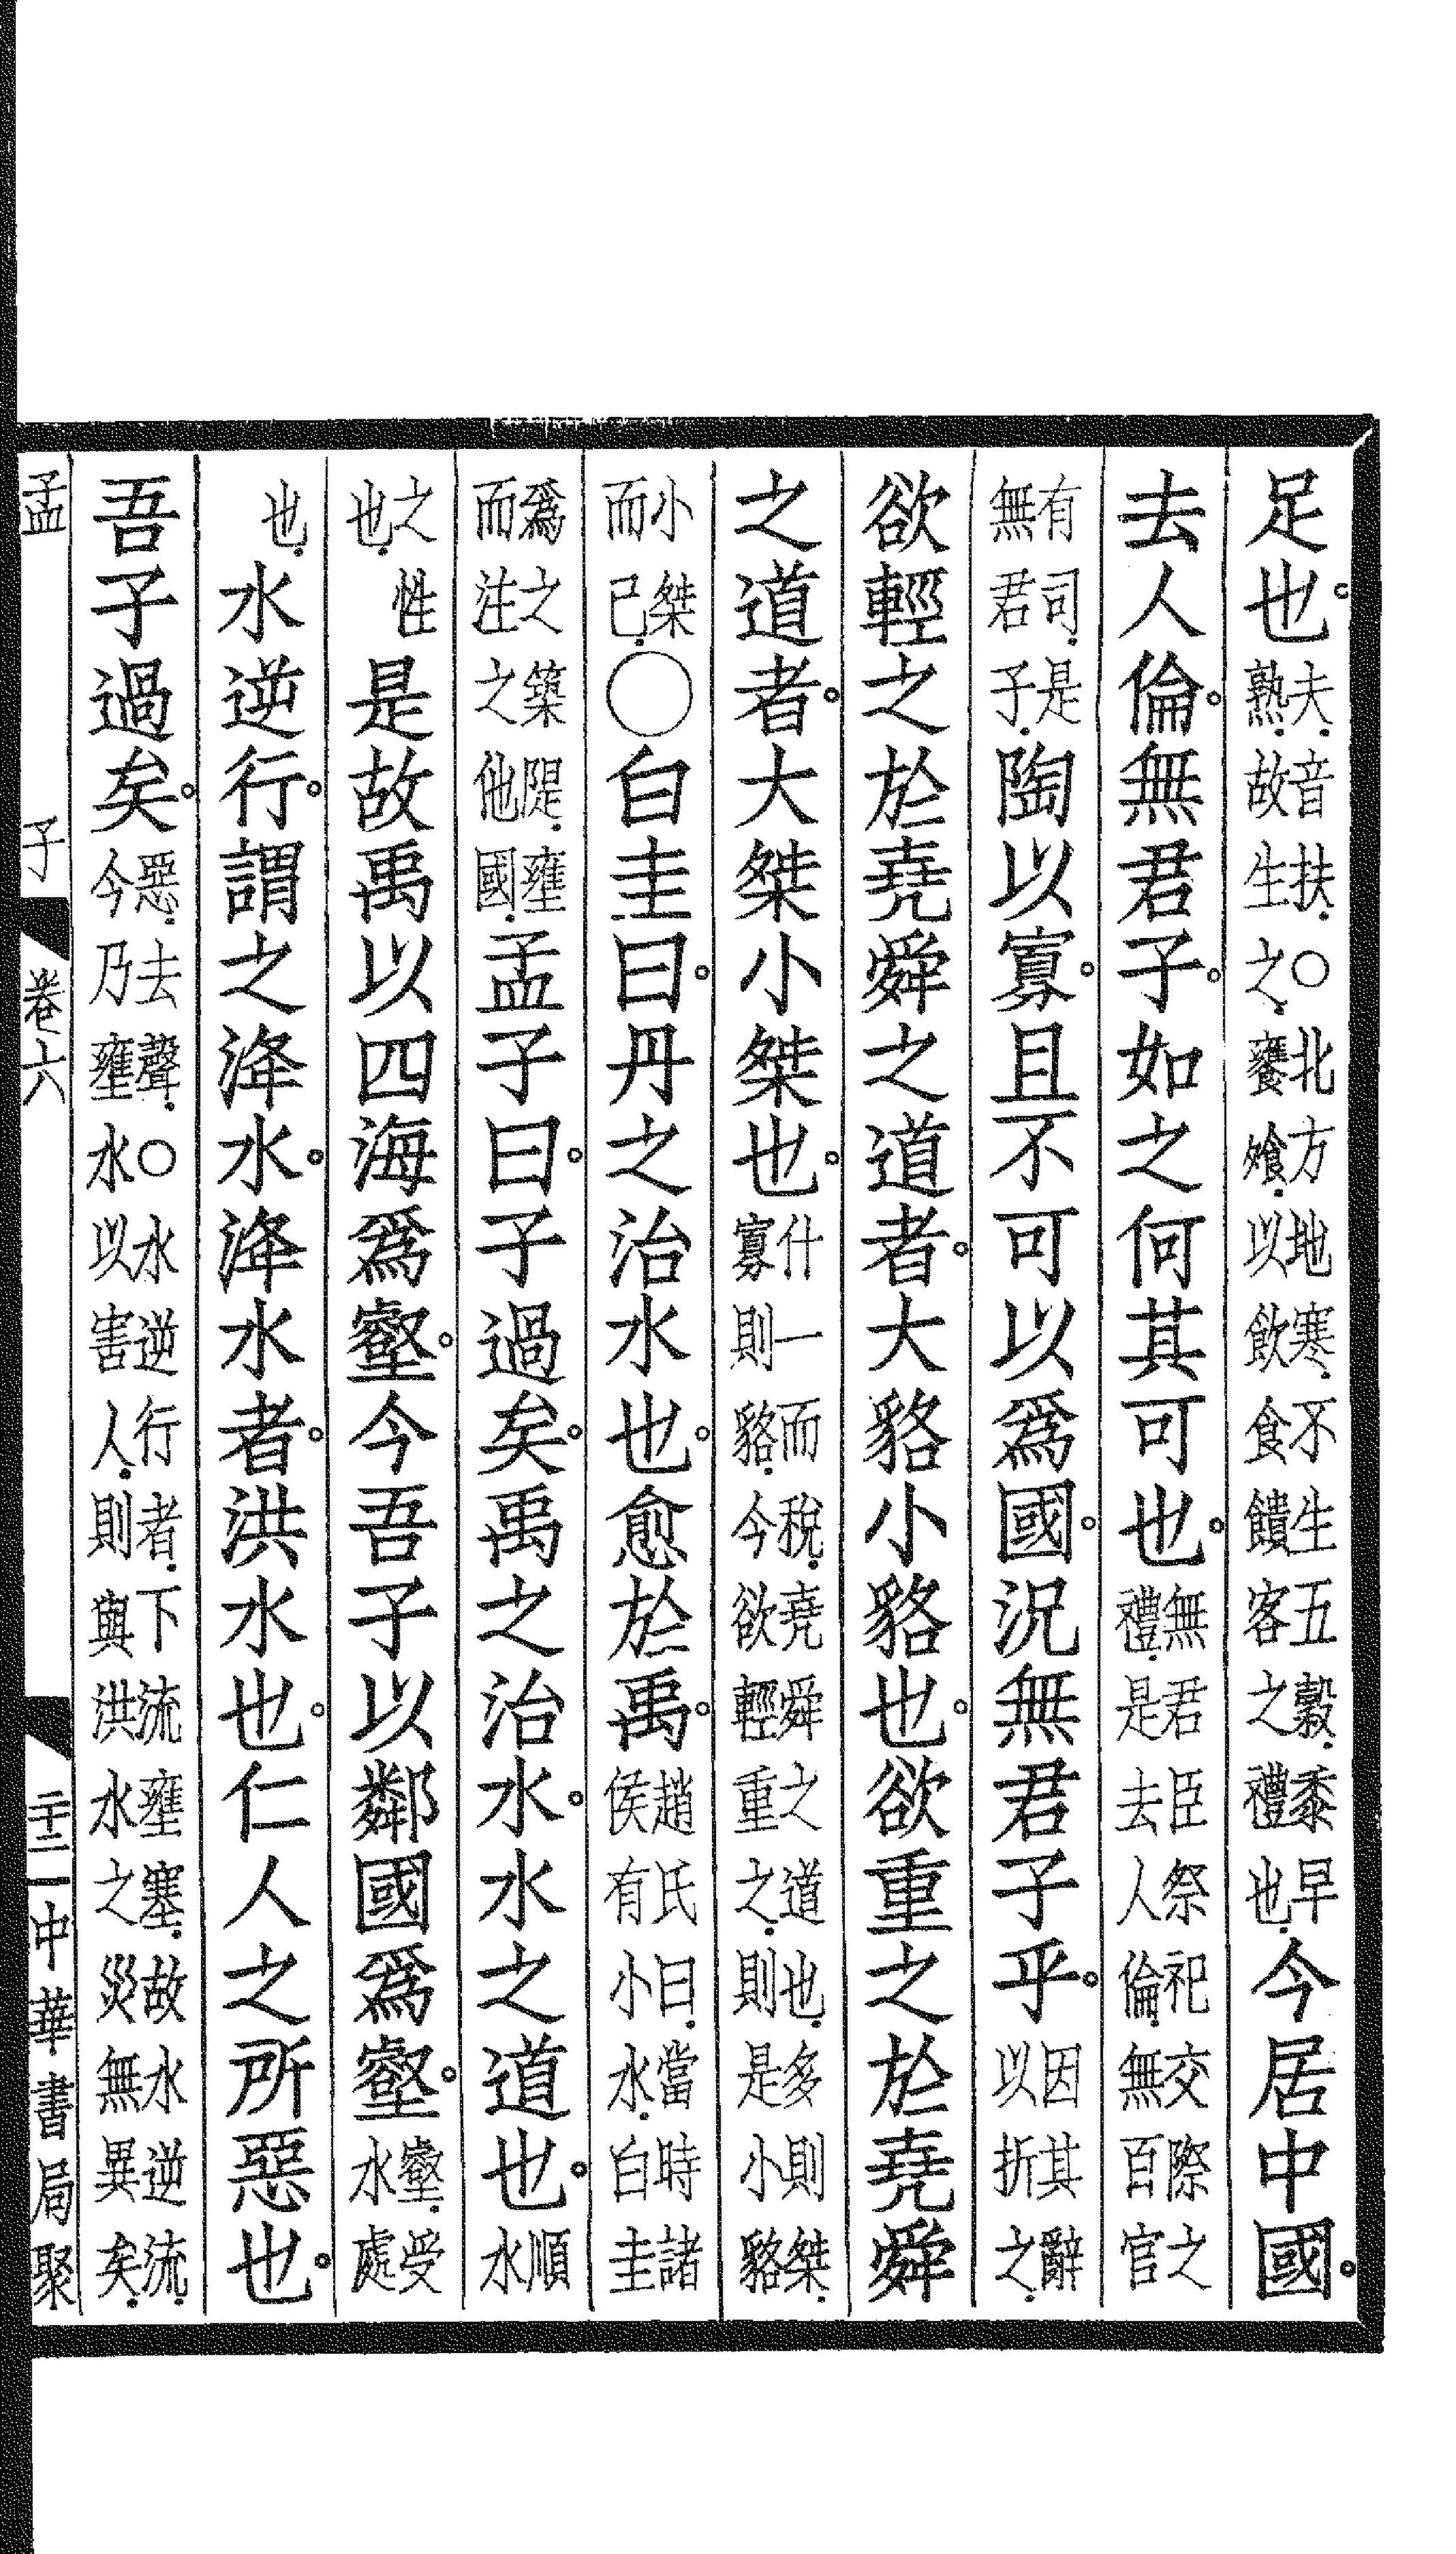 足也。夫音扶。○北方地寒。不生五穀。黍早熟。故生之。饔飧。以飲食饋客之禮也。今居中國。
去人倫。無君子。如之何其可也。無君臣祭祀交際之禮。是去人倫。無百官
有司。是無君子。陶以寡。且不可以爲國。況無君子乎。因其辭以折之。
欲輕之於堯舜之道者。大貉小貉也。欲重之於堯舜
之道者。大桀小桀也。什一而稅。堯舜之道也。多則桀。寡則貉。今欲輕重之。則是小貉
小桀而已。○白圭曰。丹之治水也。愈於禹。趙氏曰。當時諸侯有小水。白圭
爲之築隄。壅而注之他國。孟子曰。子過矣。禹之治水。水之道也。順水
之性也。是故禹以四海爲壑。今吾子以鄰國爲壑。壑。受水處
也。水逆行。謂之洚水。洚水者。洪水也。仁人之所惡也。
吾子過矣。惡。去聲。○水逆行者。下流壅塞。故水逆流。今乃壅水以害人。則與洪水之災無異矣。
孟子 卷六 二十二 中華書局聚